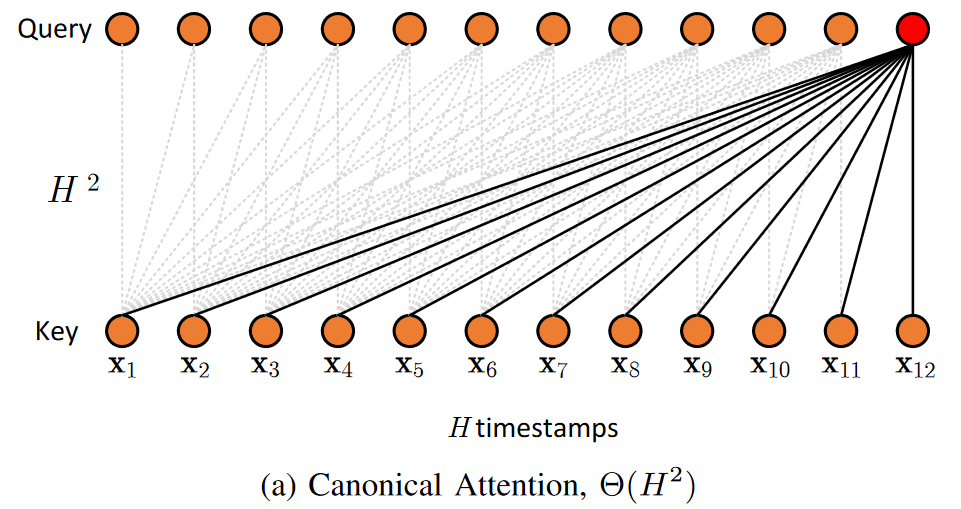 Query
H ²
Key
x₁ x₂ x₃ x₄ x₅ x₆ x₇ x₈ x₉ x₁₀ x₁₁ x₁₂
H timestamps
(a) Canonical Attention, Θ(H²)